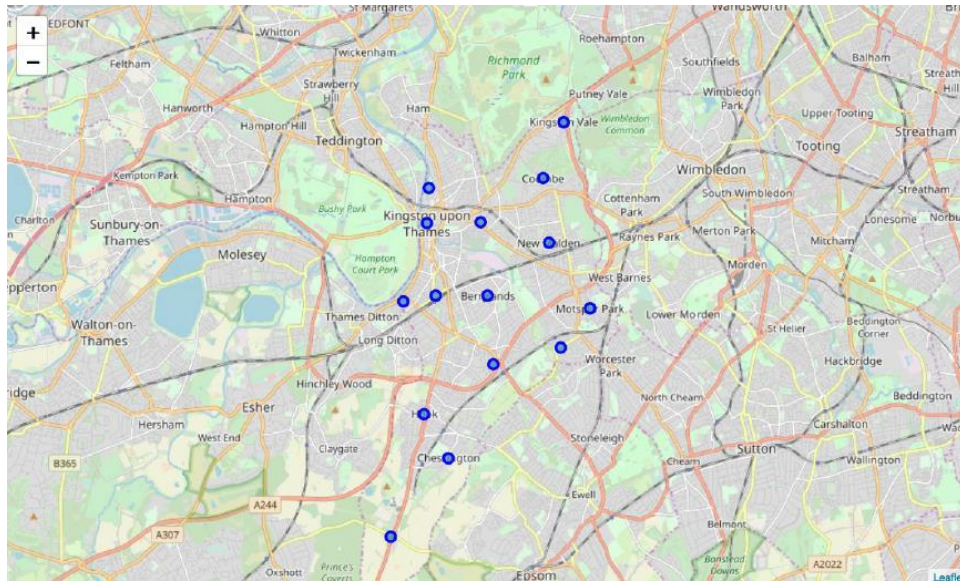 St Margarets
Wandsworth
EDFONT
Whitton
Roehampton
+
Twickenham
Richmond
Park
Southfields
Balham
Feltham
−
Strawberry
Hill
Putney Vale
Streath
Hill
Hanworth
Ham
Wimbledon
Park
Hampton Hill
Kingston Vale
Wimbledon
Common
Upper Tooting
Teddington
Tooting
Streatham
Kempton Park
Wimbledon
Coombe
Hampton
Cottenham
Park
South Wimbledon
Streatham
Bushy Park
Charlton
Sunbury-on-
Thames
Kingston upon
Thames
Lonesome
Norbu
Raynes Park
Merton Park
Mitcham
New Malden
Molesey
Hampton
Court Park
Morden
West Barnes
epperton
Berrylands
Thames Ditton
Motspur Park
Lower Morden
Walton-on-
Thames
St Helier
Beddington
Corner
Long Ditton
Worcester
Park
Hackbridge
Hinchley Wood
ridge
Beddington
North Cheam
Esher
Hook
Hersham
Carshalton
West End
Stoneleigh
Claygate
Sutton
Chessington
Cheam
Wallington
B365
Ewell
A244
Belmont
A307
Prince's
Coverts
Banstead
Downs
Oxshott
Epsom
A2022
Leafle